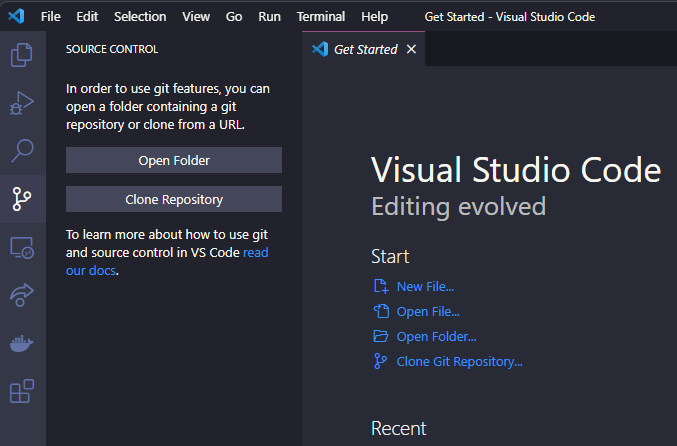 File Edit Selection View Go Run Terminal Help Get Started - Visual Studio Code
SOURCE CONTROL
In order to use git features, you can
open a folder containing a git
repository or clone from a URL.
Open Folder
Clone Repository
To learn more about how to use git
and source control in VS Code read
our docs.
Get Started
Visual Studio Code
Editing evolved
Start
New File...
Open File...
Open Folder...
Clone Git Repository...
Recent